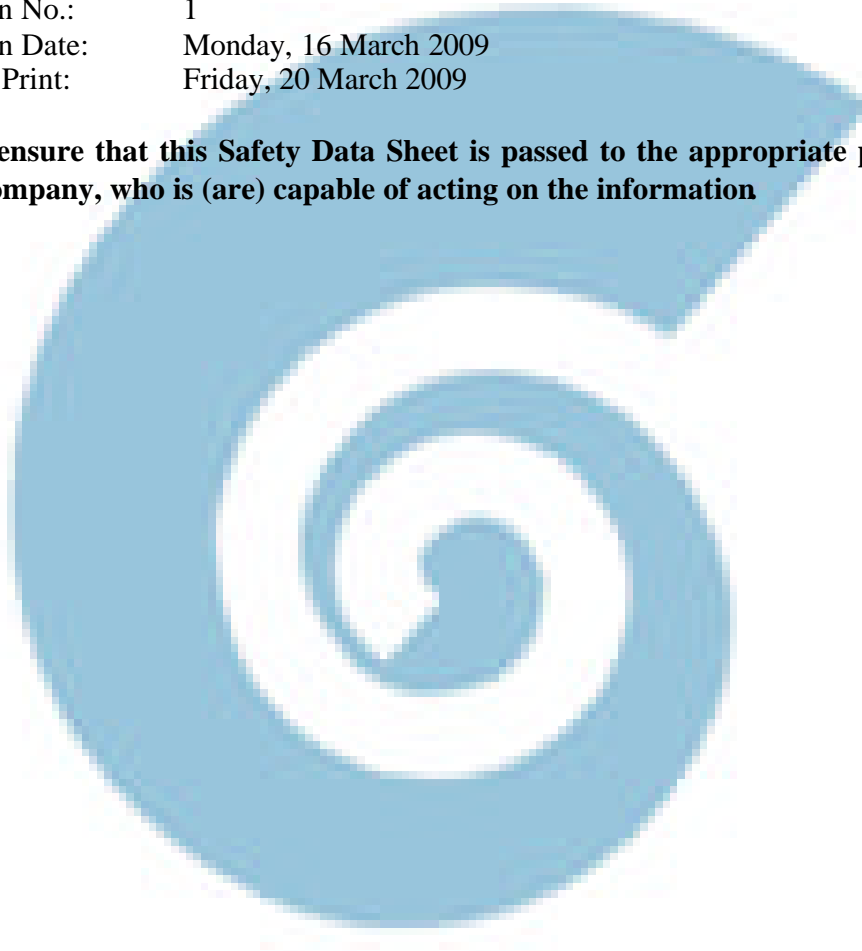 n No.: 1
n Date: Monday, 16 March 2009
Print: Friday, 20 March 2009
ensure that this Safety Data Sheet is passed to the appropriate p
ompany, who is (are) capable of acting on the information.